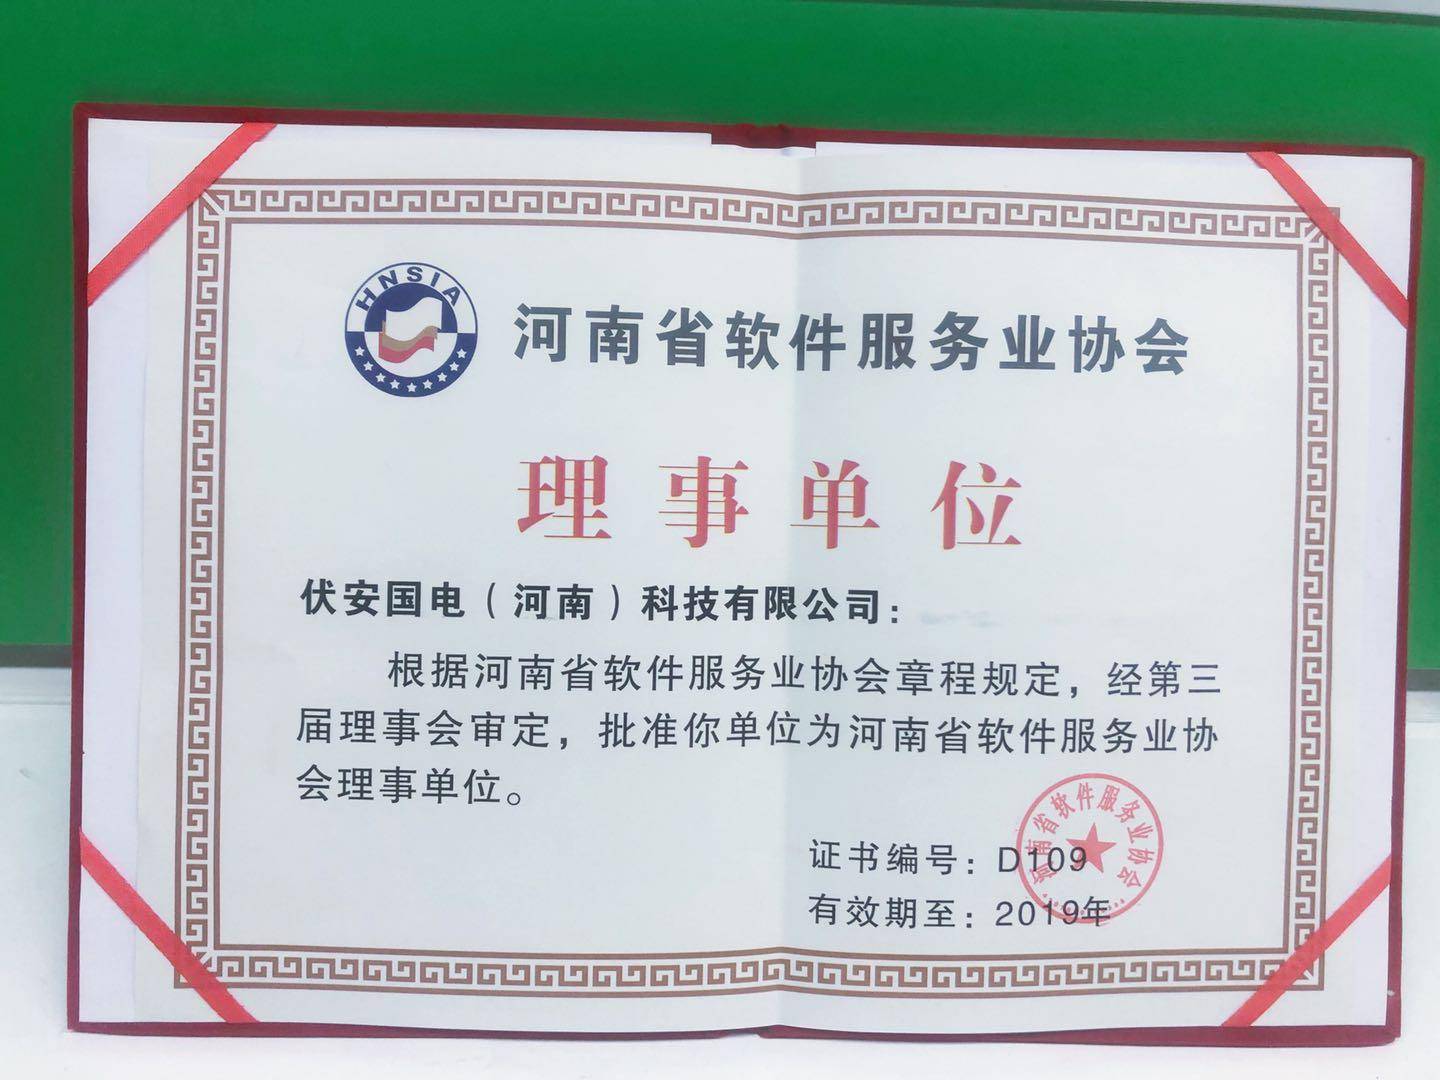 HNSIA
河南省软件服务业协会
理事单位
伏安国电（河南）科技有限公司：
根据河南省软件服务业协会章程规定，经第三
届理事会审定，批准你单位为河南省软件服务业协
会理事单位。
证书编号：D109
有效期至：2019年
河南省软件服务业协会